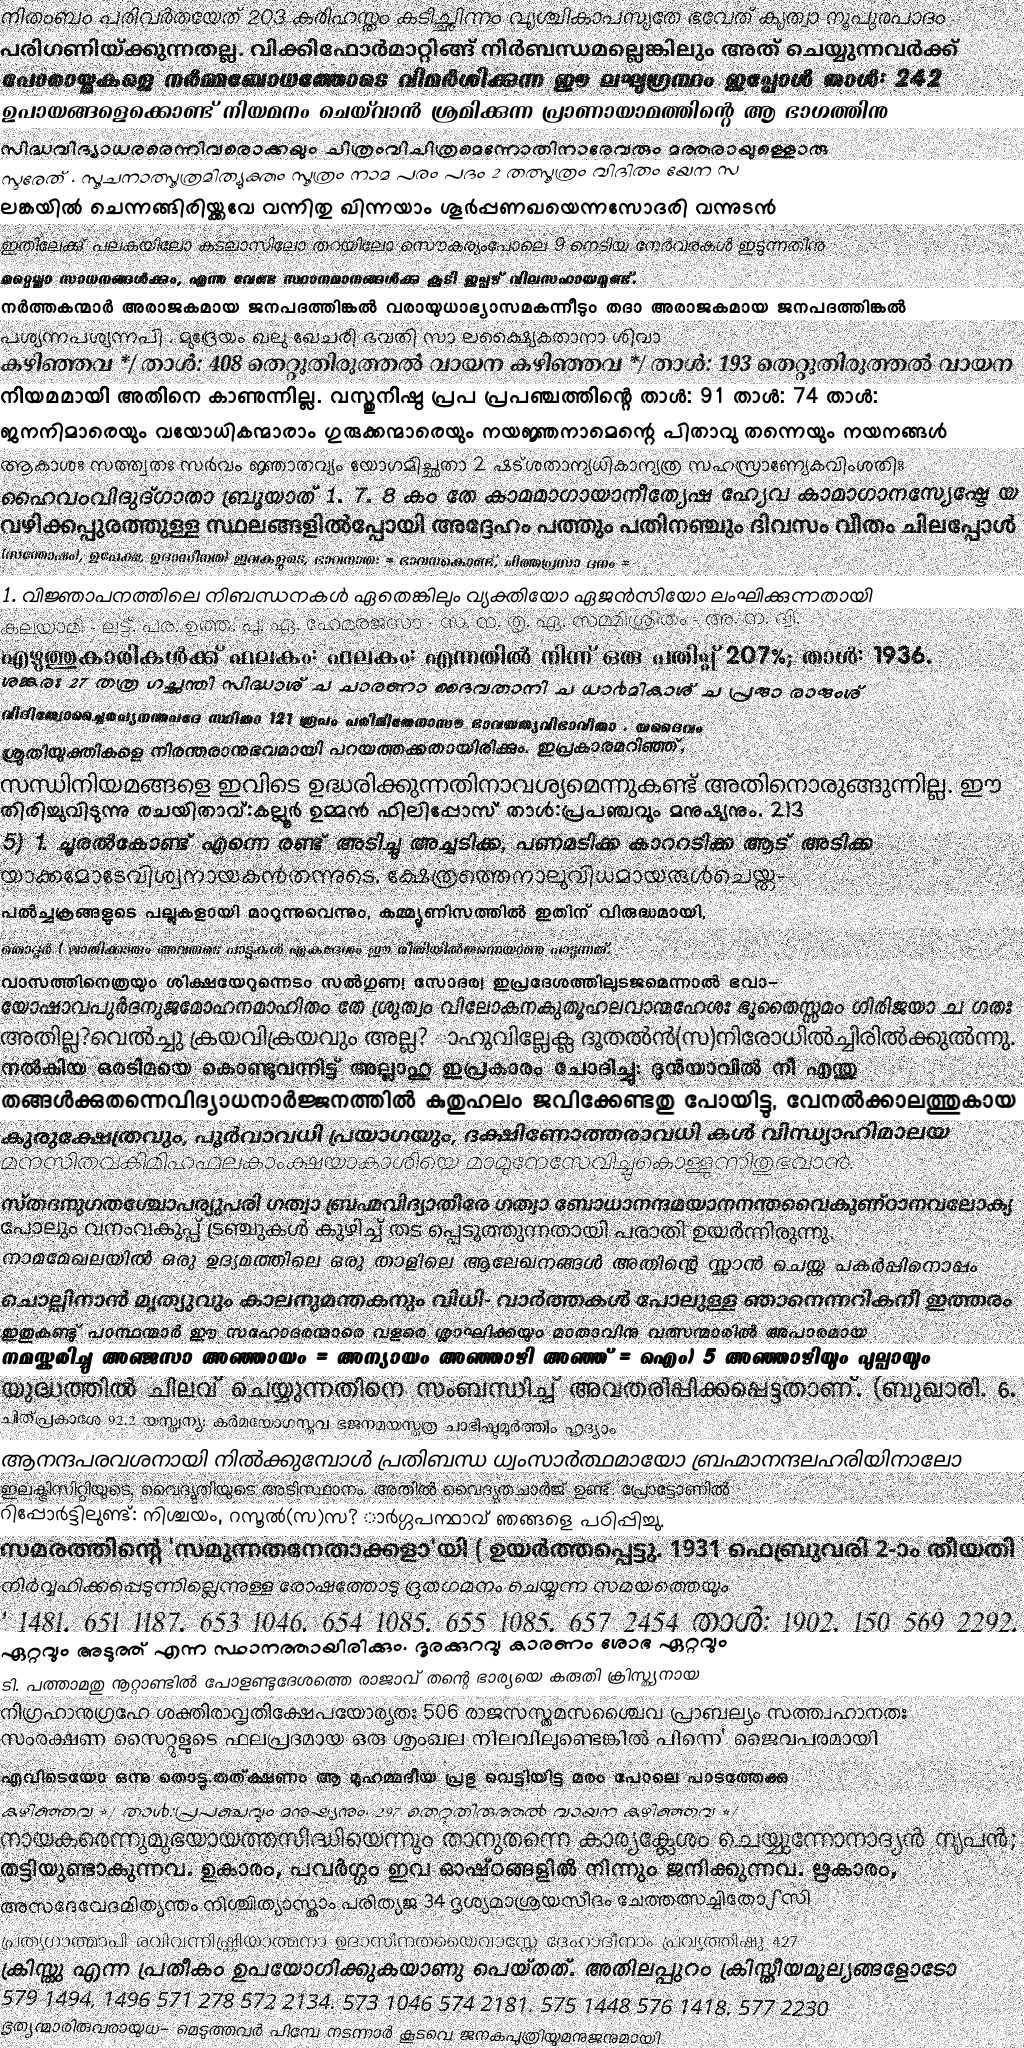 നിതംബം പരിവർതയേത് 203 കരിഹസ്തം കടിച്ഛിന്നം വൃശ്ചികാപസൃതേ ഭവേത് കൃത്വാ നൂപുരപാദം
പരിഗണിയ്ക്കുന്നതല്ല. വിക്കിഫോർമാറ്റിങ്ങ് നിർബന്ധമല്ലെങ്കിലും അത് ചെയ്യുന്നവർക്ക്
പോരായ്മകളെ നർമ്മബോധത്തോടെ വിമർശിക്കുന്ന ഈ ലഘുഗ്രന്ഥം ഇപ്പോൾ താൾ: 242
ഉപായങ്ങളെക്കൊണ്ട് നിയമനം ചെയ്‌വാൻ ശ്രമിക്കുന്ന പ്രാണായാമത്തിന്റെ ആ ഭാഗത്തിന
സിദ്ധവിദ്യാധരരെന്നിവരൊക്കയും ചിത്രംവിചിത്രമെന്നോതിനാരേവരും മത്തരായുള്ളൊരു
സ്മരേത് . സൂചനാത്സൂത്രമിത്യുക്തം സൂത്രം നാമ പരം പദം 2 തത്സൂത്രം വിദിതം യേന സ
ലങ്കയിൽ ചെന്നങ്ങിരിയ്ക്കവേ വന്നിതു ഖിന്നയാം ശൂർപ്പണഖയെന്നസോദരി വന്നുടൻ
ഇതിലേക്ക് പലകയിലോ കടലാസിലോ തറയിലോ സൌകര്യംപോലെ 9 നെടിയ നേർവരകൾ ഇടുന്നതിനു
മറ്റെല്ലാ സാധനങ്ങൾക്കും, എന്നു വേണ്ട സ്ഥാനമാനങ്ങൾക്കു കൂടി ഇപ്പഴ് വിലസഹായമുണ്ട്.
നർത്തകന്മാർ അരാജകമായ ജനപദത്തിങ്കൽ വരായുധാഭ്യാസമകന്നീടും തദാ അരാജകമായ ജനപദത്തിങ്കൽ
പശ്യന്നപശ്യന്നപി . മുദ്രേയം ഖലു ഖേചരീ ഭവതി സാ ലക്ഷ്യൈകതാനാ ശിവാ
കഴിഞ്ഞവ */ താൾ: 408 തെറ്റുതിരുത്തൽ വായന കഴിഞ്ഞവ */ താൾ: 193 തെറ്റുതിരുത്തൽ വായന
നിയമമായി അതിനെ കാണുന്നില്ല. വസ്തുനിഷ്ഠ പ്രപ പ്രപഞ്ചത്തിന്റെ താൾ: 91 താൾ: 74 താൾ:
ജനനിമാരെയും വയോധികന്മാരാം ഗുരുക്കന്മാരെയും നയജ്ഞനാമെന്റെ പിതാവു തന്നെയും നയനങ്ങൾ
ആകാശഃ സത്ത്വതഃ സർവം ജ്ഞാതവ്യം യോഗമിച്ഛതാ 2 ഷട്ശതാന്യധികാന്യത്ര സഹസ്രാണ്യേകവിംശതിഃ
ഹൈവംവിദുദ്ഗാതാ ബ്രൂയാത് 1. 7. 8 കം തേ കാമമാഗായാനീത്യേഷ ഹ്യേവ കാമാഗാനസ്യേഷ്ടേ യ
വഴിക്കപ്പുരത്തുള്ള സ്ഥലങ്ങളിൽപ്പോയി അദ്ദേഹം പത്തും പതിനഞ്ചും ദിവസം വീതം ചിലപ്പോൾ
(സന്തോഷം), ഉപേക്ഷ, ഉദാസീനത) ഇവകളുടെ, ഭാവനാതഃ = ഭാവനകൊണ്ട്, ചിത്തപ്രസാ ദനം =
1. വിജ്ഞാപനത്തിലെ നിബന്ധനകൾ ഏതെങ്കിലും വ്യക്തിയോ ഏജൻസിയോ ലംഘിക്കുന്നതായി
കലയാമി - ലട്ട്. പര. ഉത്ത. പു. ഏ. ഹേമരജസാ - സ. ന. തൃ. ഏ. സമ്മിശ്രിതം - അ. ന. ദ്വി.
എഴുത്തുകാരികൾക്ക് ഫലകം: ഫലകം: എന്നതിൽ നിന്ന് ഒരു പതിപ്പ് 207%; താൾ: 1936.
ശങ്കരഃ 27 തത്ര ഗച്ഛന്തി സിദ്ധാശ് ച ചാരണാ ദൈവതാനി ച ധാർമികാശ് ച പ്രജാ രാജംശ്
ശ്രുതിയുക്തികളെ നിരന്തരാനുഭവമായി പറയത്തക്കതായിരിക്കും. ഇപ്രകാരമറിഞ്ഞ്,
സന്ധിനിയമങ്ങളെ ഇവിടെ ഉദ്ധരിക്കുന്നതിനാവശ്യമെന്നുകണ്ട് അതിനൊരുങ്ങുന്നില്ല. ഈ
തിരിച്ചുവിടുന്നു രചയിതാവ്:കല്ലൂർ ഉമ്മൻ ഫിലിപ്പോസ് താൾ:പ്രപഞ്ചവും മനുഷ്യനും. 213
5) 1. ചൂരൽകോണ്ട് എന്നെ രണ്ട് അടിച്ച അച്ചടിക്ക, പണമടിക്ക കാററടിക്ക ആട് അടിക്ക
യാക്കമോടേവിശ്വനായകൻതന്നുടെ. ക്ഷേത്രത്തെനാലുവിധമായരുൾചെയ്തു-
പൽച്ചക്രങ്ങളുടെ പല്ലുകളായി മാറുന്നുവെന്നും, കമ്മ്യൂണിസത്തിൽ ഇതിന് വിരുദ്ധമായി,
തൊറ്റർ ( ജാതിക്കാരും അവരുടെ പാട്ടുകൾ ഏകദേശം ഈ രീതിയിൽതന്നെയാണു പാടുന്നത്.
വാസത്തിനെത്രയും ശിക്ഷയേറുന്നെടം സൽഗുണ! സോദര! ഇപ്രദേശത്തിലുടജമെന്നാൽ ഭവാ-
യോഷാവപുർദനുജമോഹനമാഹിതം തേ ശ്രുത്വം വിലോകനകുതൂഹലവാന്മഹേശഃ ഭൂതൈസ്സമം ഗിരിജയാ ച ഗതഃ
അതില്ല?വെൽച്ചു ക്രയവിക്രയവും അല്ല? ാഹുവില്ലേക്ല ദൂതൽൻ(സ)നിരോധിൽച്ചിരിൽക്കുൽന്നു.
നൽകിയ ഒരടിമയെ കൊണ്ടുവന്നിട്ട് അല്ലാഹു ഇപ്രകാരം ചോദിച്ചു: ദുൻയാവിൽ നീ എന്തു
തങ്ങൾക്കുതന്നെവിദ്യാധനാർജ്ജനത്തിൽ കുതുഹലം ജവിക്കേണ്ടതു പോയിട്ടു, വേനൽക്കാലത്തുകായ
കുരുക്ഷേത്രവും, പൂർവാവധി പ്രയാഗയും, ദക്ഷിണോത്തരാവധി കൾ വിന്ധ്യാഹിമാലയ
മനസിതവക്കിമിഹഫലകാംക്ഷയാകാശിയെ മാമുനേസേവിച്ചുകൊള്ളുന്നിതുഭവാൻ.
സ്തദനുഗതശ്ചോപര്യുപരി ഗത്വാ ബ്രഹ്മവിദ്യാതീരേ ഗത്വാ ബോധാനന്ദമയാനനന്തവൈകുണ്ഠാനവലോക്യ
പോലും വനംവകുപ്പ് ട്രഞ്ചുകൾ കുഴിച്ച് തട പ്പെടുത്തുന്നതായി പരാതി ഉയർന്നിരുന്നു.
നാമമേഖലയിൽ ഒരു ഉദ്യമത്തിലെ ഒരു താളിലെ ആലേഖനങ്ങൾ അതിന്റെ സ്കാൻ ചെയ്ത പകർപ്പിനൊപ്പം
ചൊല്ലിനാൻ മൃത്യുവും കാലനുമന്തകനും വിധി- വാർത്തകൾ പോലുള്ള ഞാനെന്നറികനീ ഇത്തരം
ഇതുകണ്ടു് പാന്ഥന്മാർ ഈ സഹോദരന്മാരെ വളരെ ശ്ലാഘിക്കയും മാതാവിനു വത്സന്മാരിൽ അപാരമായ
നമസ്കരിച്ചു അഞ്ജസാ അഞ്ഞായം = അന്യായം അഞ്ഞാഴി അഞ്ഞ് = ഐം) 5 അഞ്ഞാഴിയും പുല്പായും
യുദ്ധത്തിൽ ചിലവ് ചെയ്യുന്നതിനെ സംബന്ധിച്ച് അവതരിപ്പിക്കപ്പെട്ടതാണ്. (ബുഖാരി. 6.
ചിത്പ്രകാശേ 92.2 യസ്ത്വന്യഃ കർമയോഗസ്തവ ഭജനമയസ്തത്ര ചാഭീഷ്ടമൂർത്തിം ഹൃദ്യാം
ആനന്ദപരവശനായി നിൽക്കുമ്പോൾ പ്രതിബന്ധ ധ്വംസാർത്ഥമായോ ബ്രഹ്മാനന്ദലഹരിയിനാലോ
ഇലക്ട്രിസിറ്റിയുടെ, വൈദ്യുതിയുടെ അടിസ്ഥാനം. അതിൽ വൈദ്യുതചാർജ് ഉണ്ട്. പ്രോട്ടോണിൽ
റിപ്പോർട്ടിലുണ്ട്: നിശ്ചയം, റസൂൽ(സ)സ? ാർഗ്ഗപന്ഥാവ് ഞങ്ങളെ പഠിപ്പിച്ചു.
സമരത്തിന്റെ 'സമുന്നതനേതാക്കളാ'യി ( ഉയർത്തപ്പെട്ടു. 1931 ഫെബ്രുവരി 2-ാം തീയതി
നിർവ്വഹിക്കപ്പെടുന്നില്ലെന്നുള്ള രോഷത്തോടു ദ്രുതഗമനം ചെയ്യുന്ന സമയത്തെയും
' 1481. 651 1187. 653 1046. 654 1085. 655 1085. 657 2454 താൾ: 1902. 150 569 2292.
ഏറ്റവും അടുത്ത് എന്ന സ്ഥാനത്തായിരിക്കും. ദൂരക്കുറവു കാരണം ശോഭ ഏറ്റവും
ടി. പത്താമതു നൂറ്റാണ്ടിൽ പോളണ്ടുദേശത്തെ രാജാവ് തന്റെ ഭാര്യയെ കരുതി ക്രിസ്ത്യനായ
നിഗ്രഹാനുഗ്രഹേ ശക്തിരാവൃതിക്ഷേപയോര്യതഃ 506 രാജസസ്തമസശ്ചൈവ പ്രാബല്യം സത്ത്വഹാനതഃ
സംരക്ഷണ സൈറ്റുളുടെ ഫലപ്രദമായ ഒരു ശൃംഖല നിലവിലുണ്ടെങ്കിൽ പിന്നെ' ജൈവപരമായി
എവിടെയോ ഒന്നു തൊട്ടു.തത്ക്ഷണം ആ മുഹമ്മദീയ പ്രഭു വെട്ടിയിട്ട മരം പോലെ പാടത്തേക്കു
കഴിഞ്ഞവ */ താൾ:പ്രപഞ്ചവും മനുഷ്യനും. 297 തെറ്റുതിരുത്തൽ വായന കഴിഞ്ഞവ */
നായകരെന്നുമുഭയായത്തസിദ്ധിയെന്നും താനുതന്നെ കാര്യക്ലേശം ചെയ്യുന്നോനാദ്യൻ നൃപൻ;
തട്ടിയുണ്ടാകുന്നവ. ഉകാരം, പവർഗ്ഗം ഇവ ഓഷ്ഠങ്ങളിൽ നിന്നും ജനിക്കുന്നവ. ഋകാരം,
അസദേവേദമിത്യന്തം നിശ്ചിത്യാസ്ഥാം പരിത്യജ 34 ദൃശ്യമാശ്രയസീദം ചേത്തത്സച്ചിതോഽസി
പ്രത്യഗാത്മാപി രവിവന്നിഷ്ക്രിയാത്മനാ ഉദാസീനതയൈവാസ്തേ ദേഹാദീനാം പ്രവൃത്തിഷു 427
ക്രിസ്തു എന്ന പ്രതീകം ഉപയോഗിക്കുകയാണു പെയ്തത്. അതിലപ്പുറം ക്രിസ്തീയമൂല്യങ്ങളോടോ
579 1494. 1496 571 278 572 2134. 573 1046 574 2181. 575 1448 576 1418. 577 2230
ഭൃത്യന്മാരിരുവരായുധ- മെടുത്തവർ പിമ്പേ നടന്നാർ കൂടവെ ജനകപുത്രിയുമനുജനുമായി